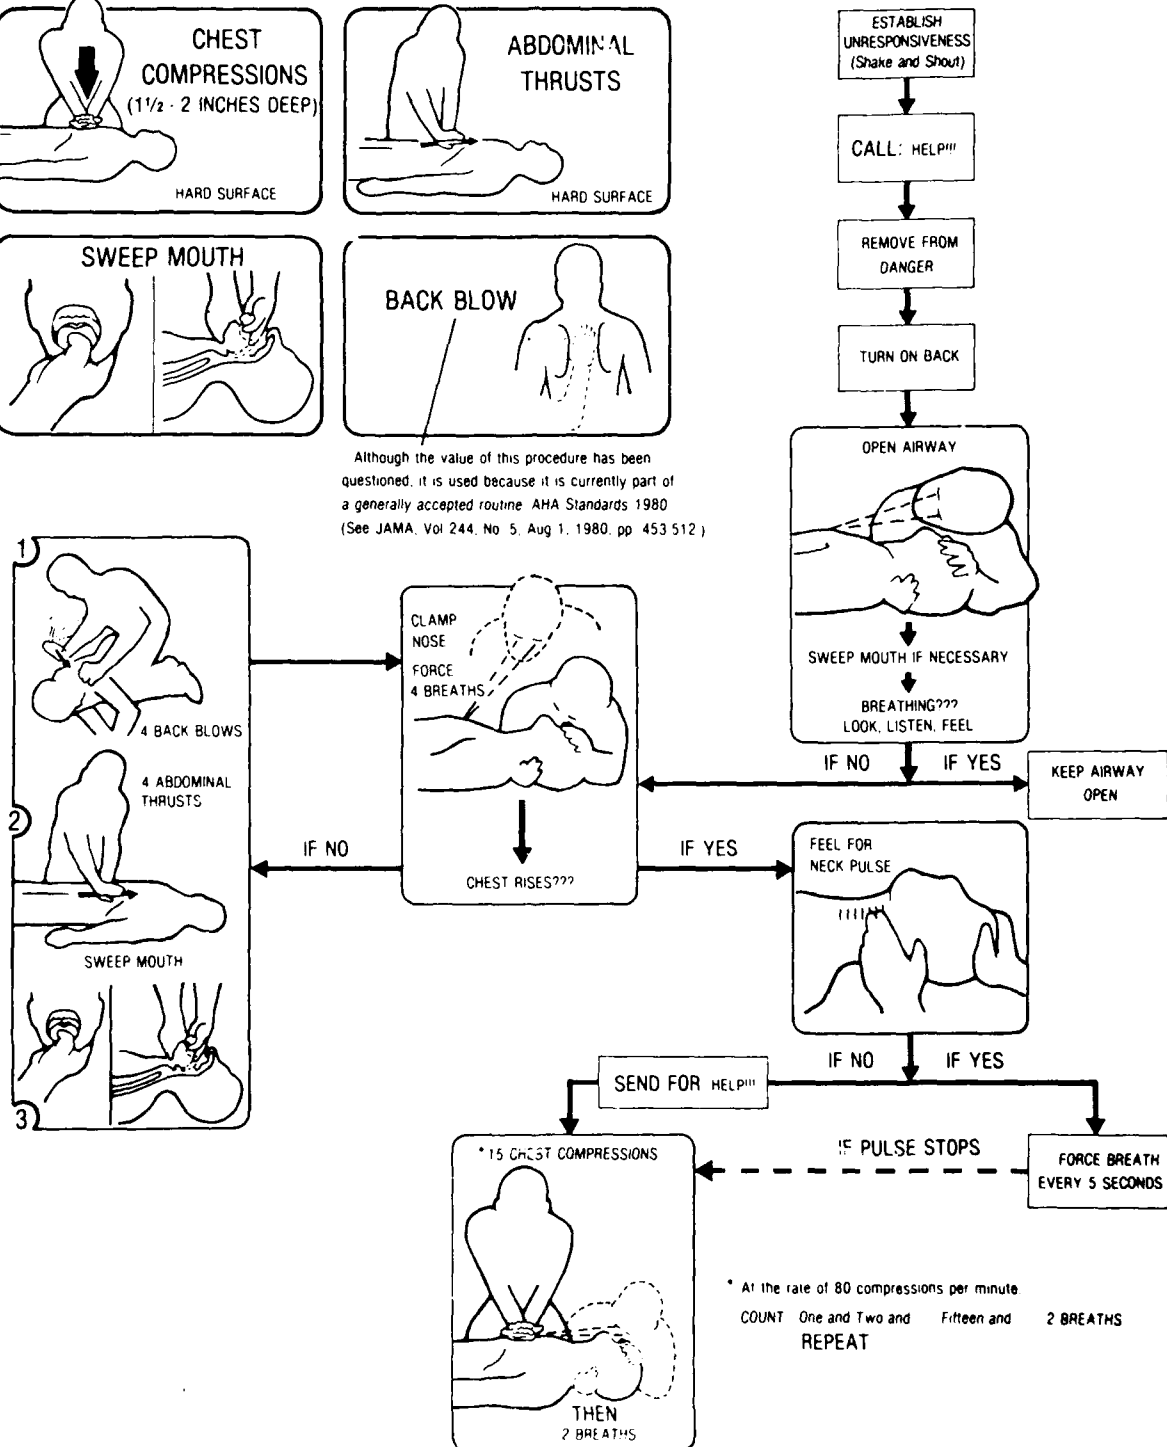 CHEST
COMPRESSIONS
(1 1/2 - 2 INCHES DEEP)
HARD SURFACE
ABDOMINAL
THRUSTS
HARD SURFACE
SWEEP MOUTH
BACK BLOW
Although the value of this procedure has been
questioned, it is used because it is currently part of
a generally accepted routine AHA Standards 1980
(See JAMA, Vol 244, No 5, Aug 1, 1980, pp 453 512)
ESTABLISH
UNRESPONSIVENESS
(Shake and Shout)
CALL: HELP!!!
REMOVE FROM
DANGER
TURN ON BACK
OPEN AIRWAY
SWEEP MOUTH IF NECESSARY
BREATHING???
LOOK, LISTEN, FEEL
IF NO
IF YES
KEEP AIRWAY
OPEN
CLAMP
NOSE
FORCE
4 BREATHS
CHEST RISES???
IF NO
IF YES
1
4 BACK BLOWS
4 ABDOMINAL
THRUSTS
2
SWEEP MOUTH
3
FEEL FOR
NECK PULSE
IF NO
IF YES
SEND FOR HELP!!!
FORCE BREATH
EVERY 5 SECONDS
IF PULSE STOPS
*15 CHEST COMPRESSIONS
THEN
2 BREATHS
* At the rate of 80 compressions per minute
COUNT One and Two and Fifteen and 2 BREATHS
REPEAT